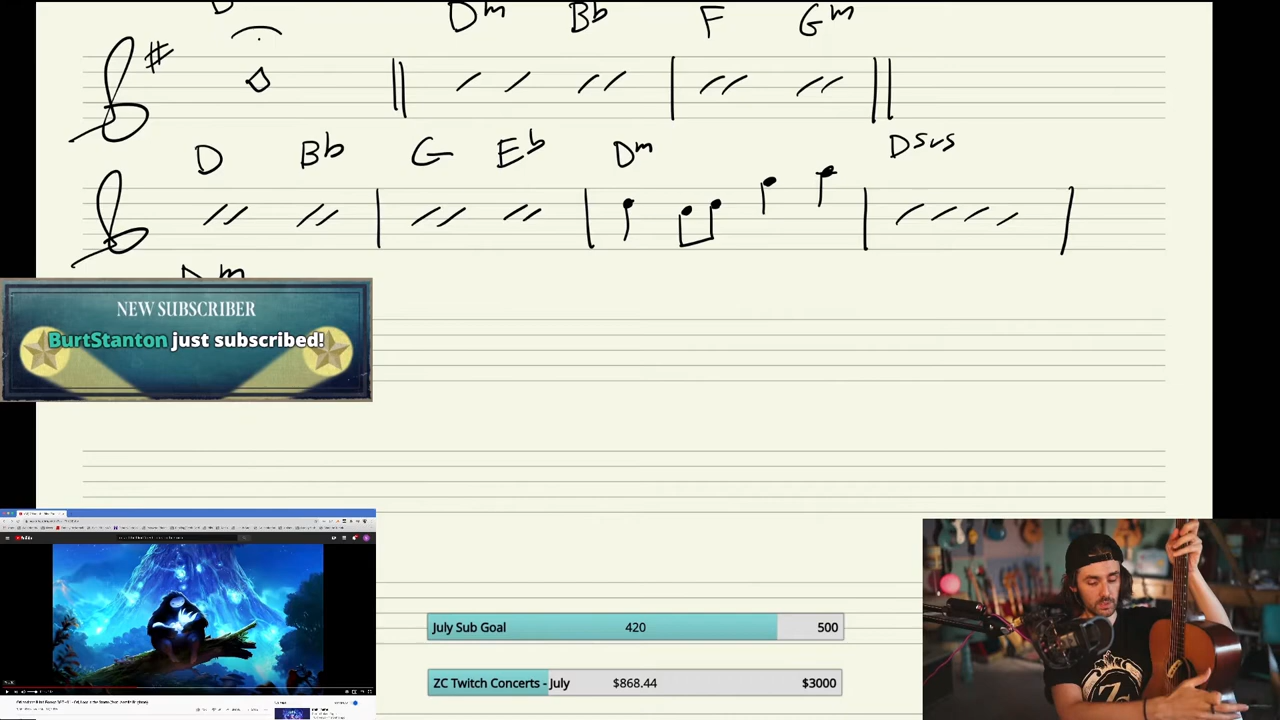 D
Dm Bb F Gm
D Bb G Eb Dm Dsus
Dm
NEW SUBSCRIBER
BurtStanton just subscribed!
July Sub Goal 420 500
ZC Twitch Concerts - July $868.44 $3000